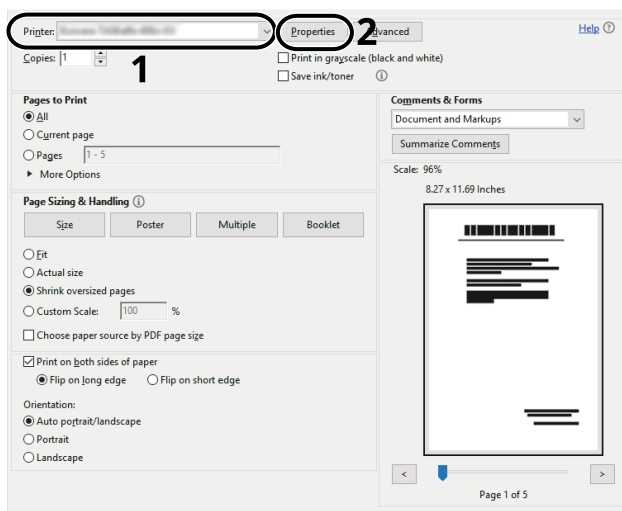 Printer:
Properties
2
dvanced
Help
Copies: 1
1
Print in grayscale (black and white)
Save ink/toner
Pages to Print
All
Current page
Pages 1 - 5
More Options
Comments & Forms
Document and Markups
Summarize Comments
Page Sizing & Handling
Size Poster Multiple Booklet
Fit
Actual size
Shrink oversized pages
Custom Scale: 100 %
Choose paper source by PDF page size
Print on both sides of paper
Flip on long edge Flip on short edge
Orientation:
Auto portrait/landscape
Portrait
Landscape
Scale: 96%
8.27 x 11.69 Inches
< >
Page 1 of 5